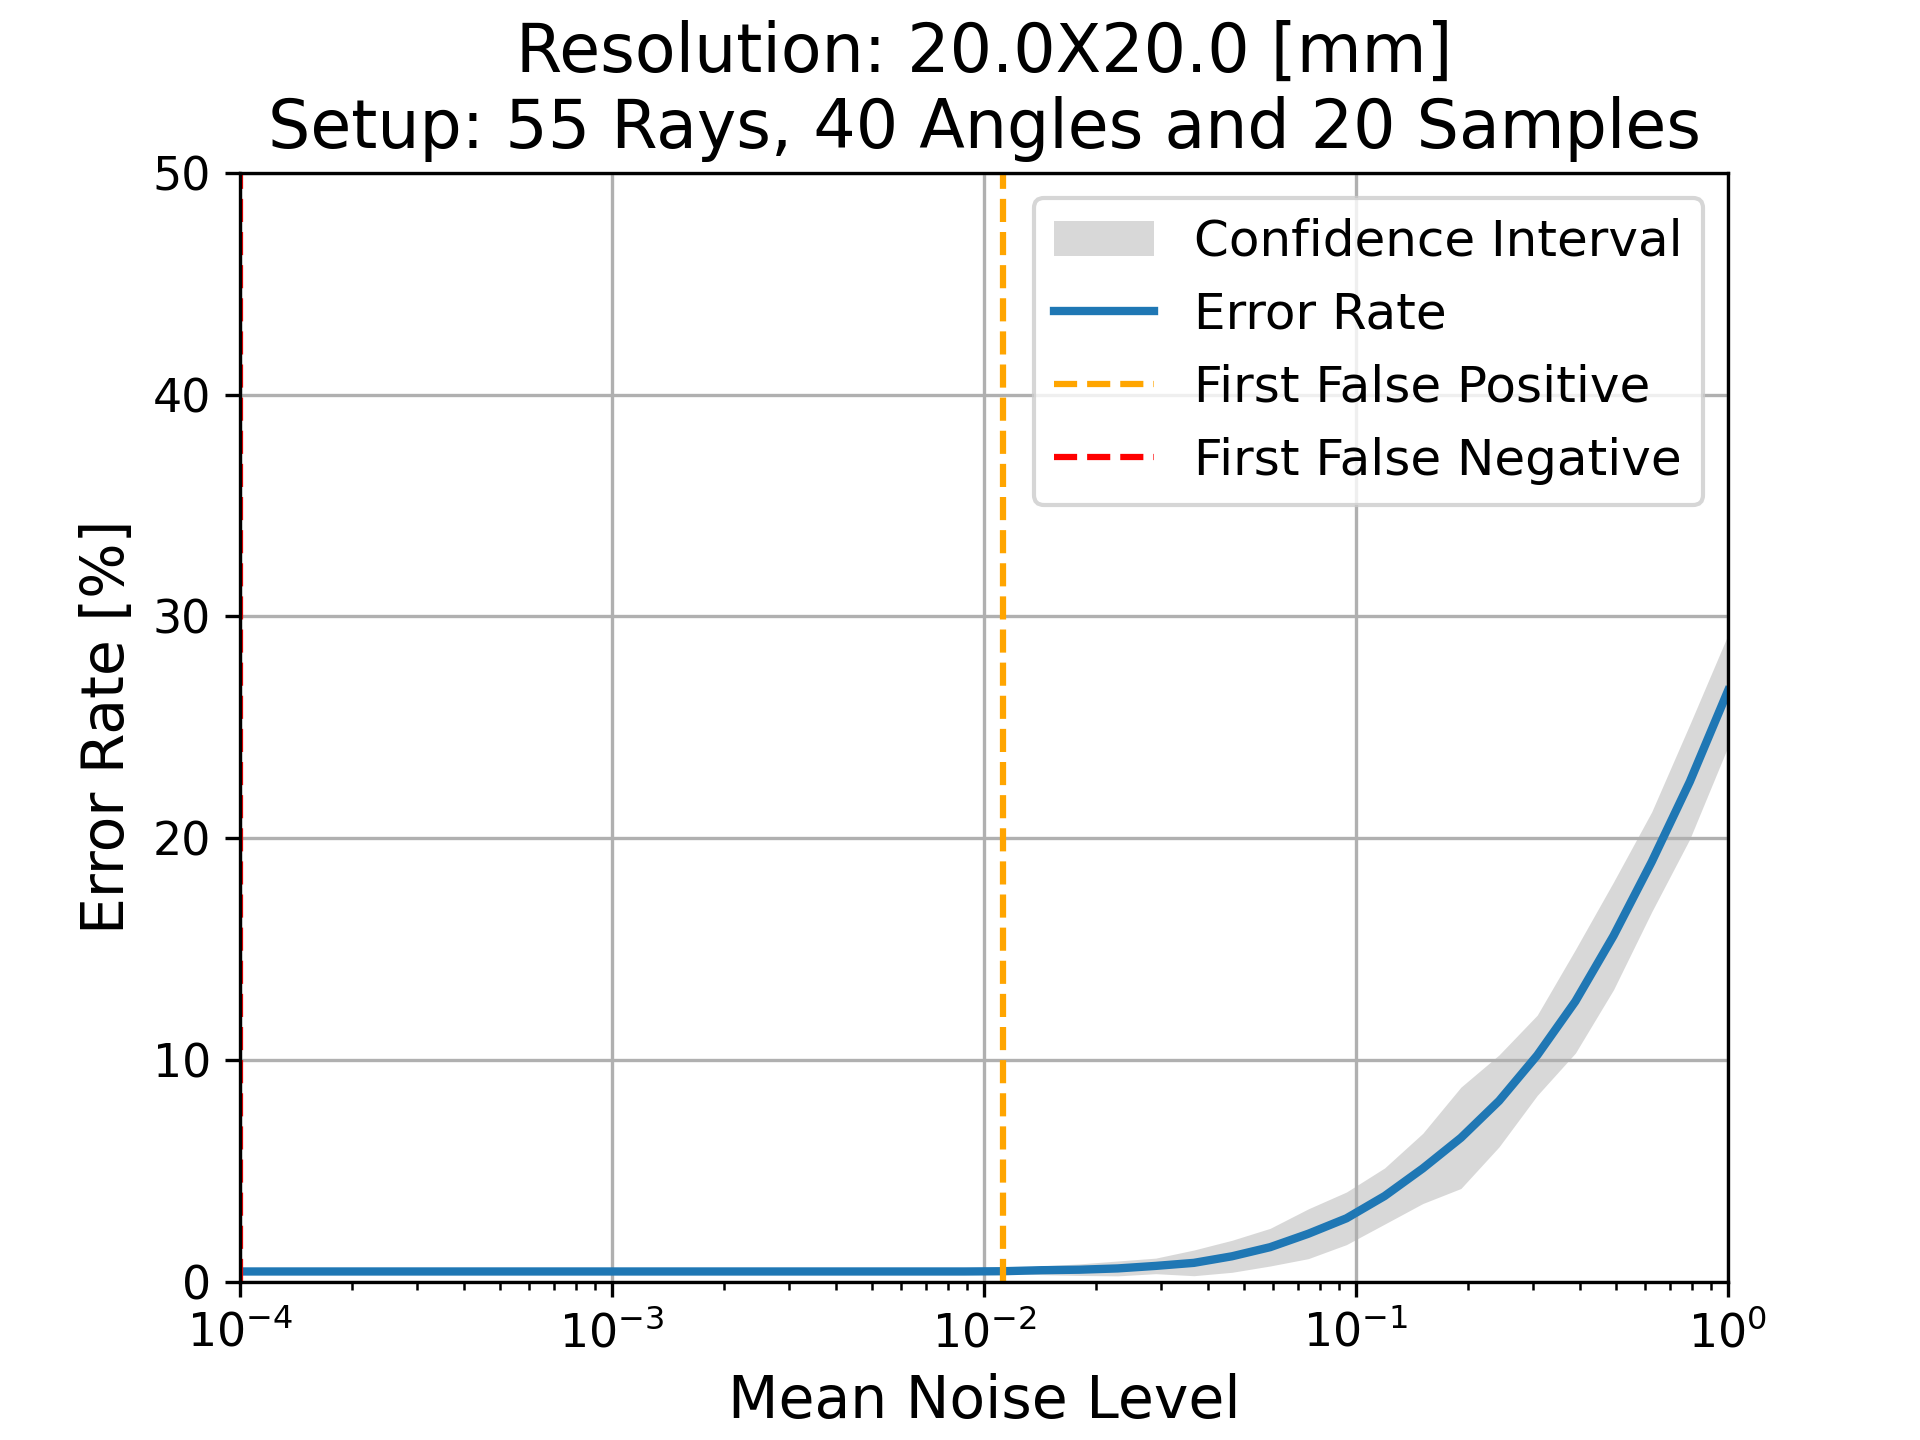 Resolution: 20.0X20.0 [mm]
Setup: 55 Rays, 40 Angles and 20 Samples
50
40
30
20
10
0
Error Rate [%]
Confidence Interval
Error Rate
First False Positive
First False Negative
10⁻⁴ 10⁻³ 10⁻² 10⁻¹ 10⁰
Mean Noise Level